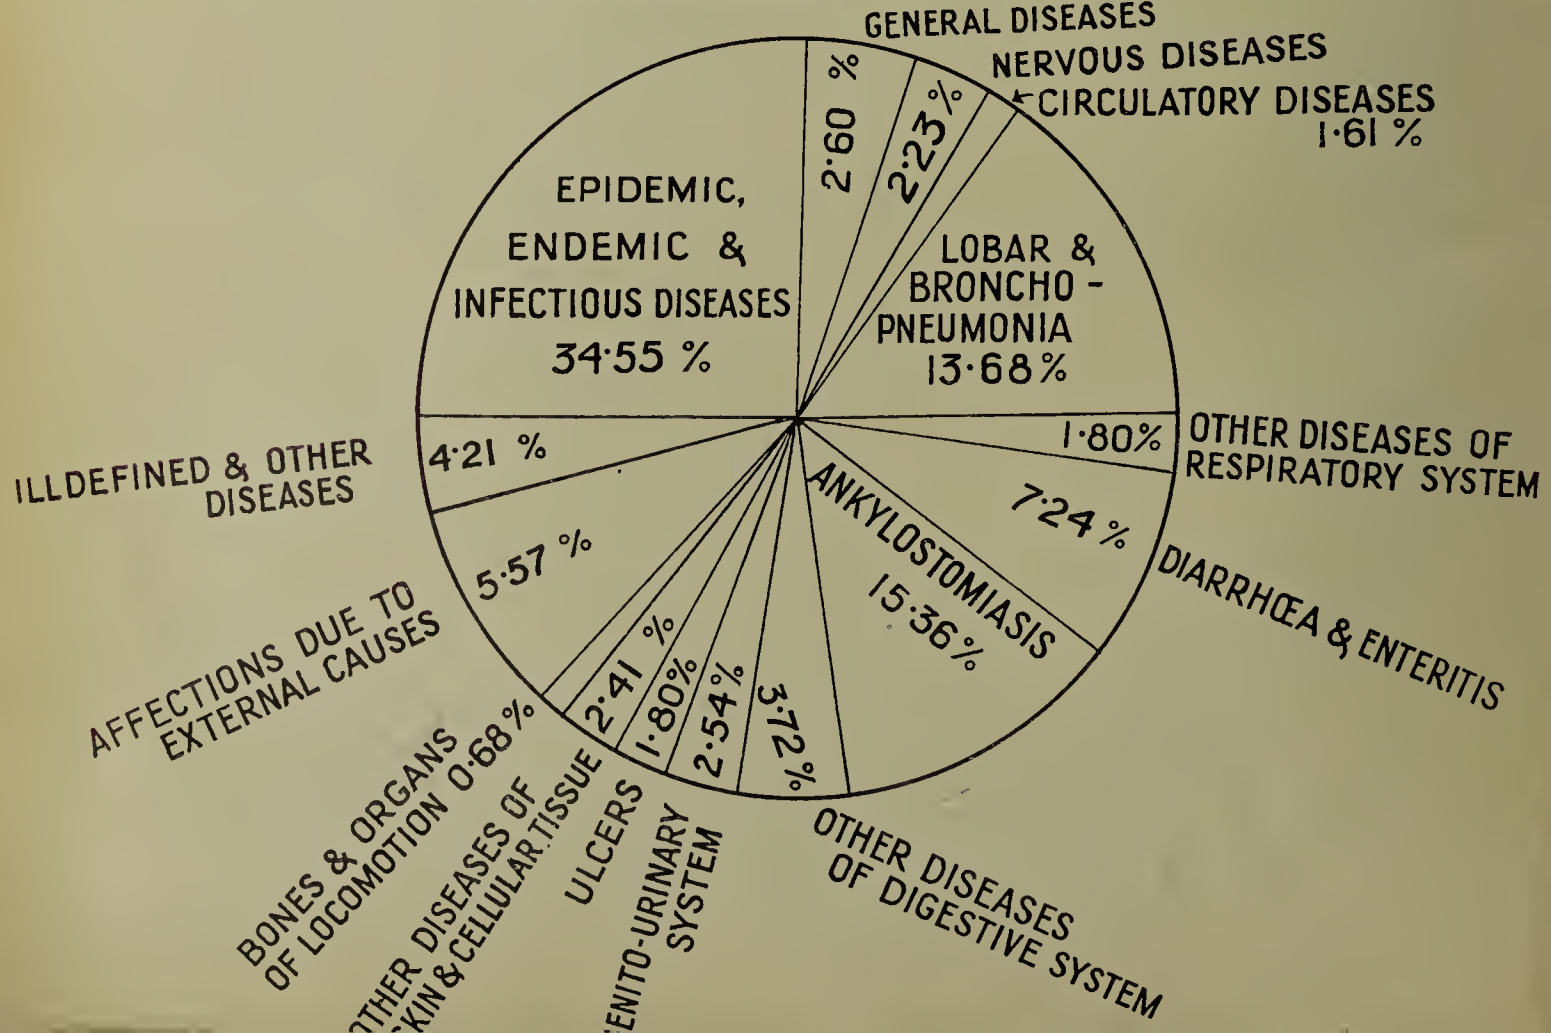 GENERAL DISEASES
2·60 %
NERVOUS DISEASES
2·23 %
CIRCULATORY DISEASES
1·61 %
EPIDEMIC,
ENDEMIC &
INFECTIOUS DISEASES
34·55 %
LOBAR &
BRONCHO -
PNEUMONIA
13·68%
1·80%
OTHER DISEASES OF
RESPIRATORY SYSTEM
7·24 %
DIARRHŒA & ENTERITIS
ANKYLOSTOMIASIS
15·36%
3·72%
OTHER DISEASES
OF DIGESTIVE SYSTEM
2·54%
ENITO-URINARY
SYSTEM
1·80%
ULCERS
2·41 %
OTHER DISEASES OF
SKIN & CELLULAR TISSUE
BONES & ORGANS
OF LOCOMOTION 0·68%
5·57 %
AFFECTIONS DUE TO
EXTERNAL CAUSES
4·21 %
ILLDEFINED & OTHER
DISEASES